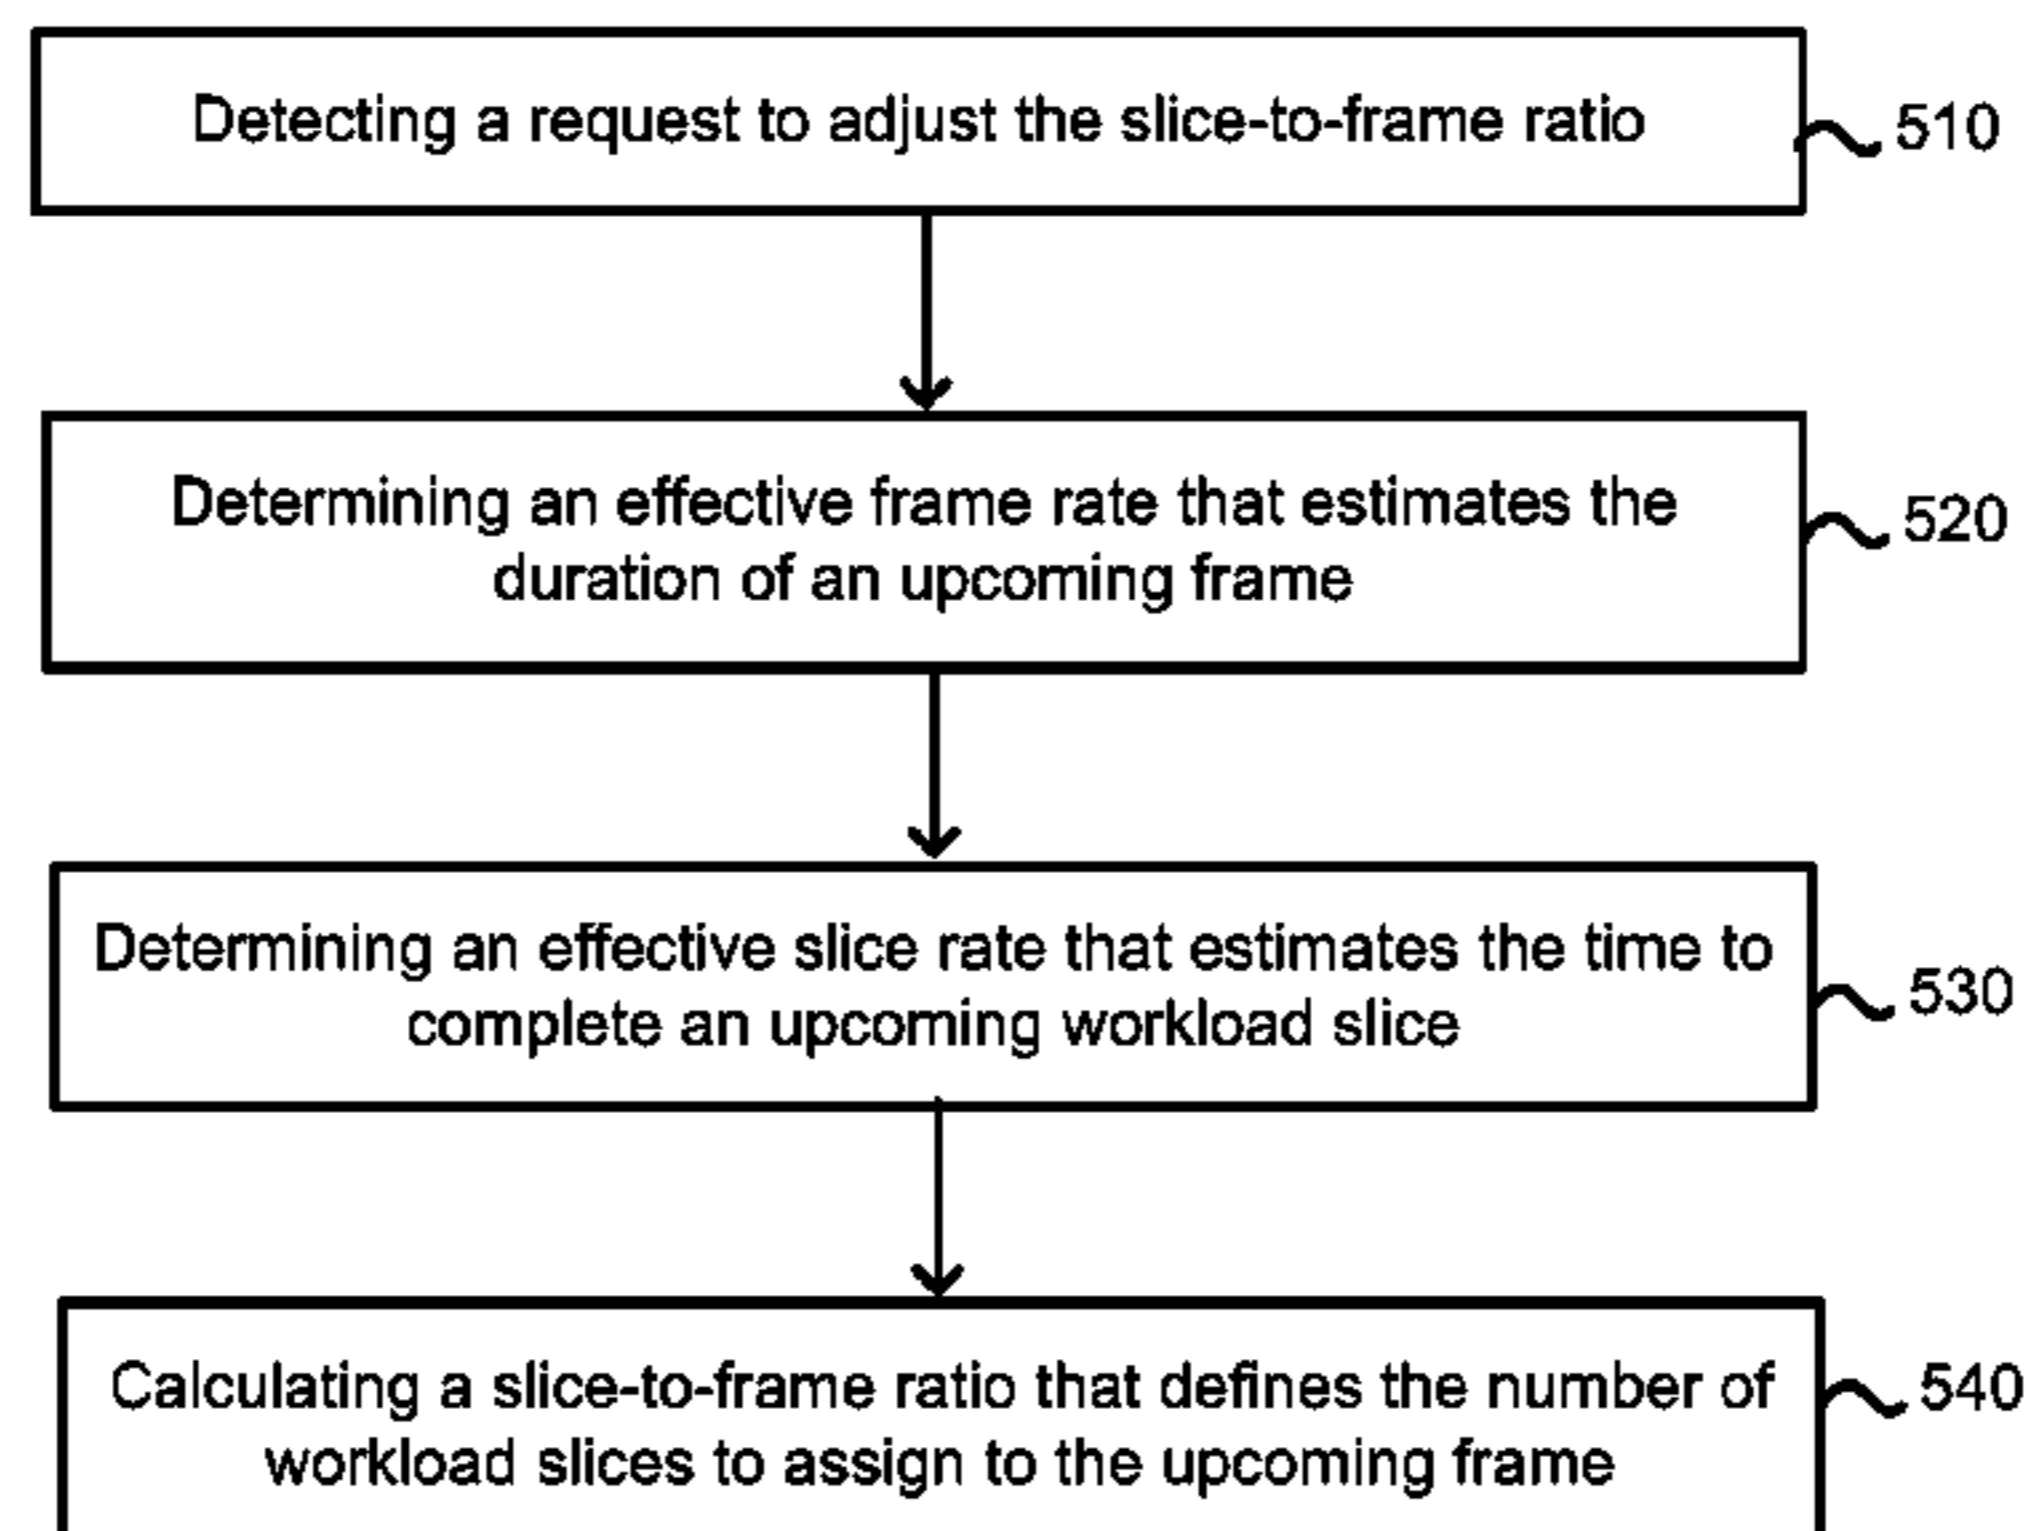 Detecting a request to adjust the slice-to-frame ratio
510
Determining an effective frame rate that estimates the
duration of an upcoming frame
520
Determining an effective slice rate that estimates the time to
complete an upcoming workload slice
530
Calculating a slice-to-frame ratio that defines the number of
workload slices to assign to the upcoming frame
540